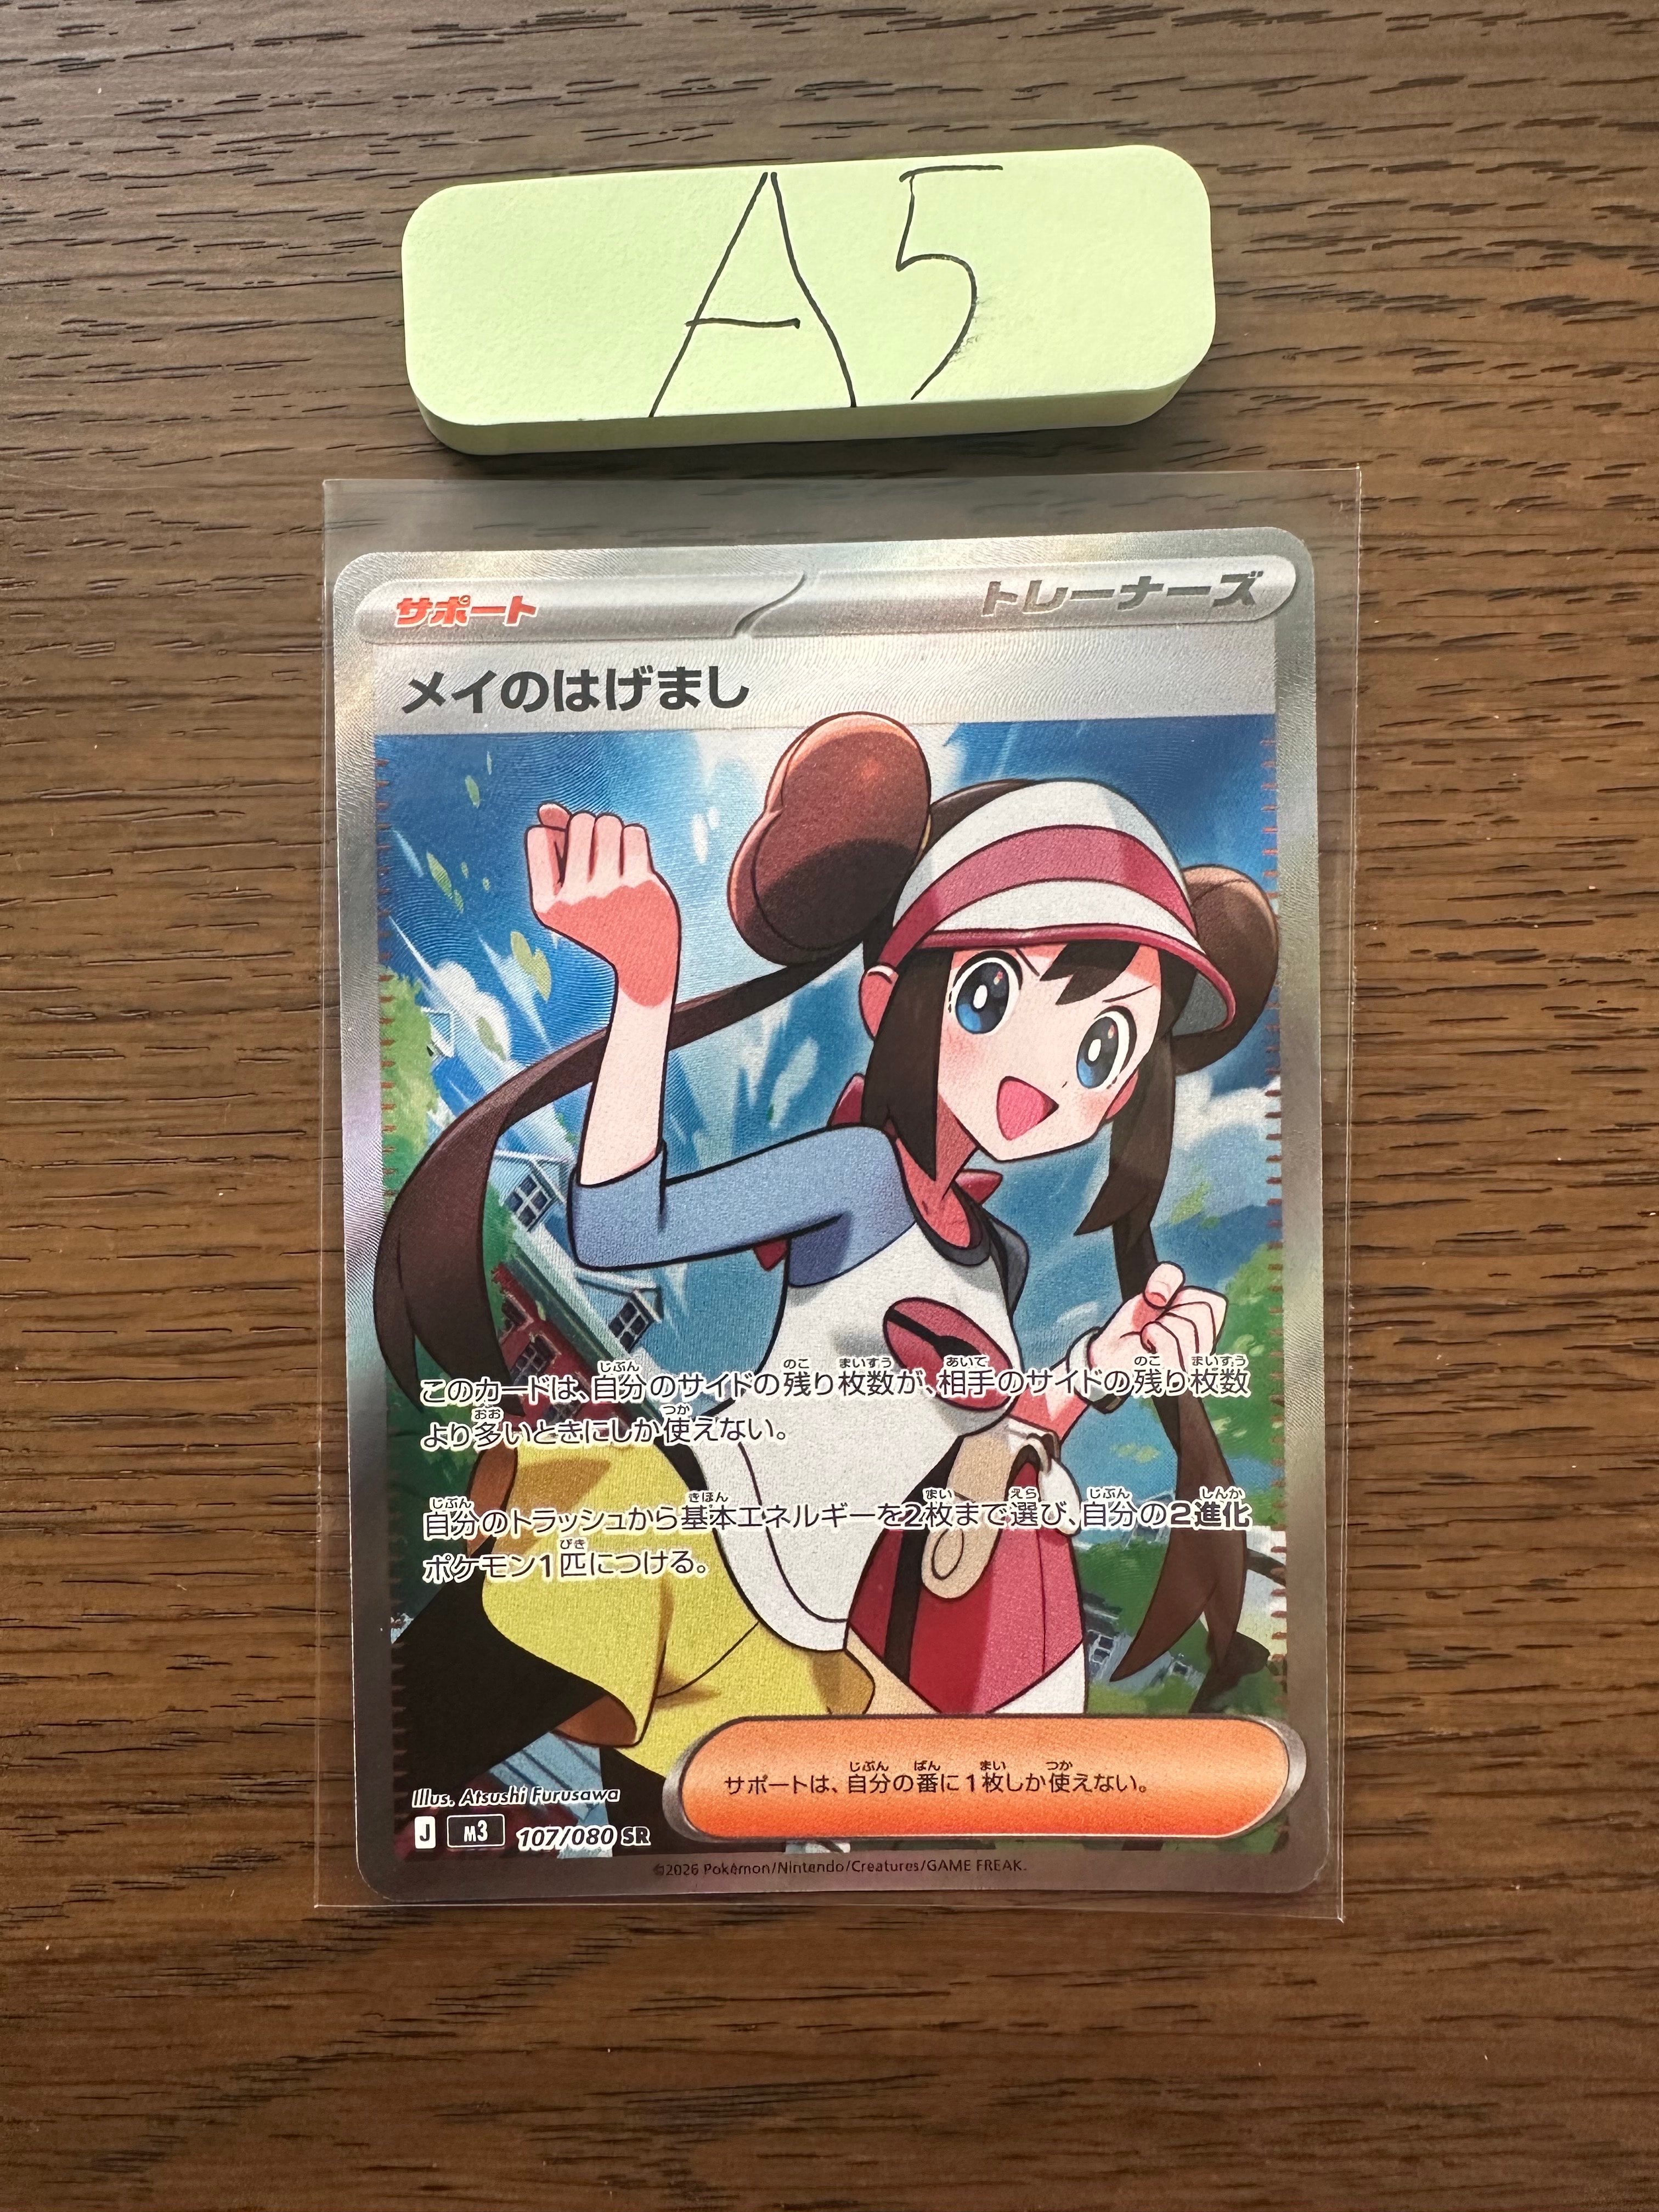 A5
サポート トレーナーズ
メイのはげまし
このカードは、自分のサイドの残り枚数が、相手のサイドの残り枚数
より多いときにしか使えない。
自分のトラッシュから基本エネルギーを2枚まで選び、自分の2進化
ポケモン1匹につける。
サポートは、自分の番に1枚しか使えない。
Illus. Atsushi Furusawa
J M3 107/080 SR
©2026 Pokémon/Nintendo/Creatures/GAME FREAK.